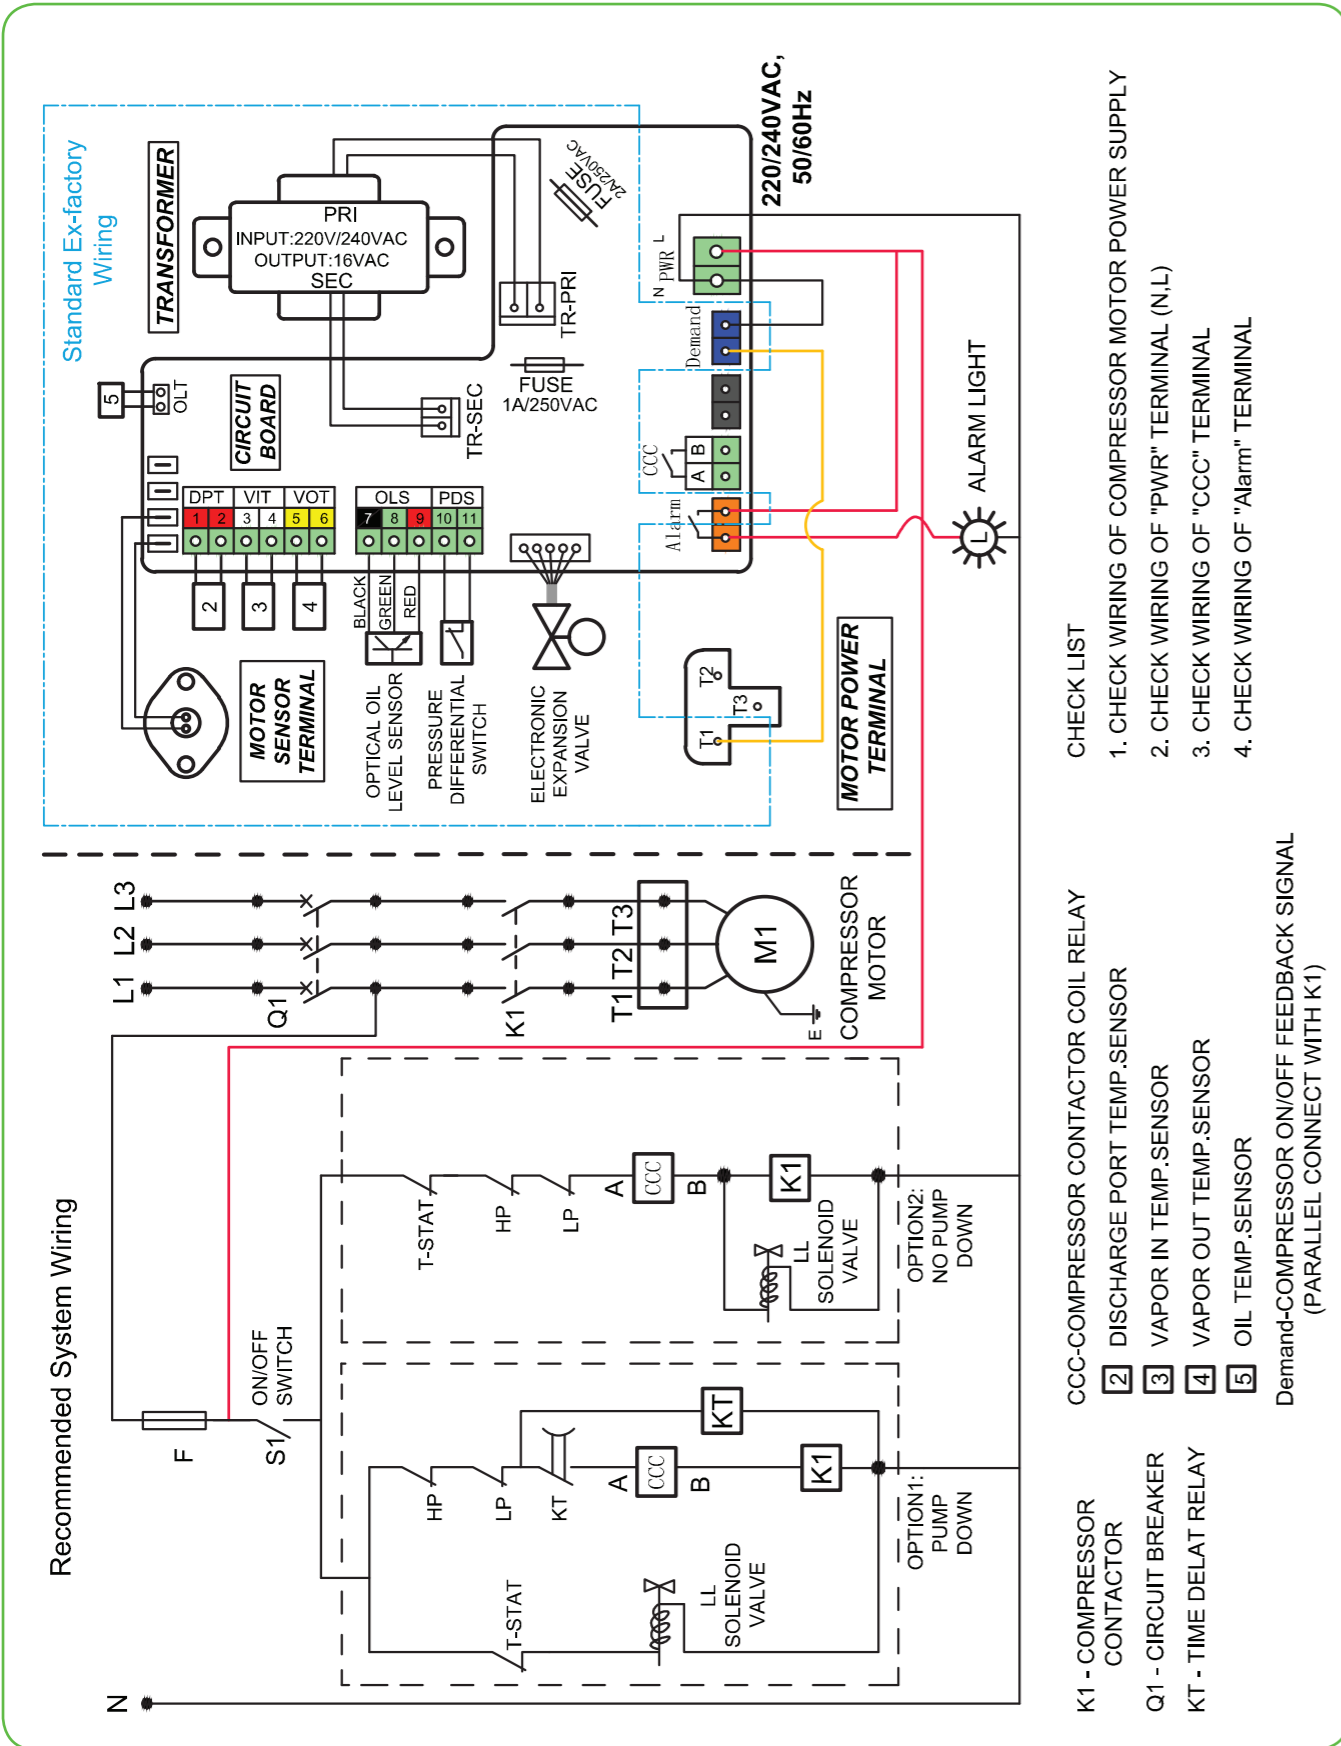 Recommended System Wiring
N
L1
L2
L3
F
S1
ON/OFF
SWITCH
Q1
K1
T1
T2
T3
M1
E
COMPRESSOR
MOTOR
T-STAT
HP
LP
KT
A
CCC
B
K1
KT
LL
SOLENOID
VALVE
OPTION1:
PUMP
DOWN
T-STAT
HP
LP
A
CCC
B
K1
LL
SOLENOID
VALVE
OPTION2:
NO PUMP
DOWN
Standard Ex-factory
Wiring
TRANSFORMER
PRI
INPUT:220V/240VAC
OUTPUT:16VAC
SEC
5
OLT
CIRCUIT
BOARD
TR-SEC
TR-PRI
FUSE
1A/250VAC
FUSE
2A/250VAC
220/240VAC,
50/60Hz
DPT
VIT
VOT
1 2 3 4 5 6
OLS
PDS
7 8 9 10 11
2
3
4
BLACK
GREEN
RED
MOTOR
SENSOR
TERMINAL
OPTICAL OIL
LEVEL SENSOR
PRESSURE
DIFFERENTIAL
SWITCH
ELECTRONIC
EXPANSION
VALVE
Alarm
CCC
A
B
Demand
N
PWR
L
T1
T2
T3
MOTOR POWER
TERMINAL
L
ALARM LIGHT
K1 - COMPRESSOR
CONTACTOR
Q1 - CIRCUIT BREAKER
KT - TIME DELAT RELAY
CCC-COMPRESSOR CONTACTOR COIL RELAY
2 DISCHARGE PORT TEMP.SENSOR
3 VAPOR IN TEMP.SENSOR
4 VAPOR OUT TEMP.SENSOR
5 OIL TEMP.SENSOR
Demand-COMPRESSOR ON/OFF FEEDBACK SIGNAL
(PARALLEL CONNECT WITH K1)
CHECK LIST
1. CHECK WIRING OF COMPRESSOR MOTOR POWER SUPPLY
2. CHECK WIRING OF "PWR" TERMINAL (N,L)
3. CHECK WIRING OF "CCC" TERMINAL
4. CHECK WIRING OF "Alarm" TERMINAL